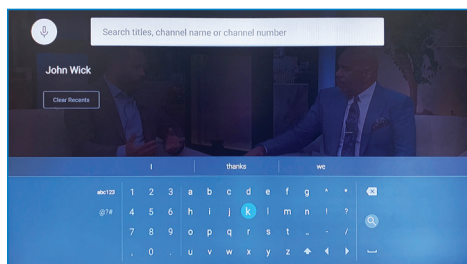 Search titles, channel name or channel number
John Wick
Clear Recents
I thanks we
abc123 1 2 3 a b c d e f g ^ *
@?# 4 5 6 h i j k l m n ! ?
7 8 9 o p q r s t _ - /
. 0 , u v w x y z